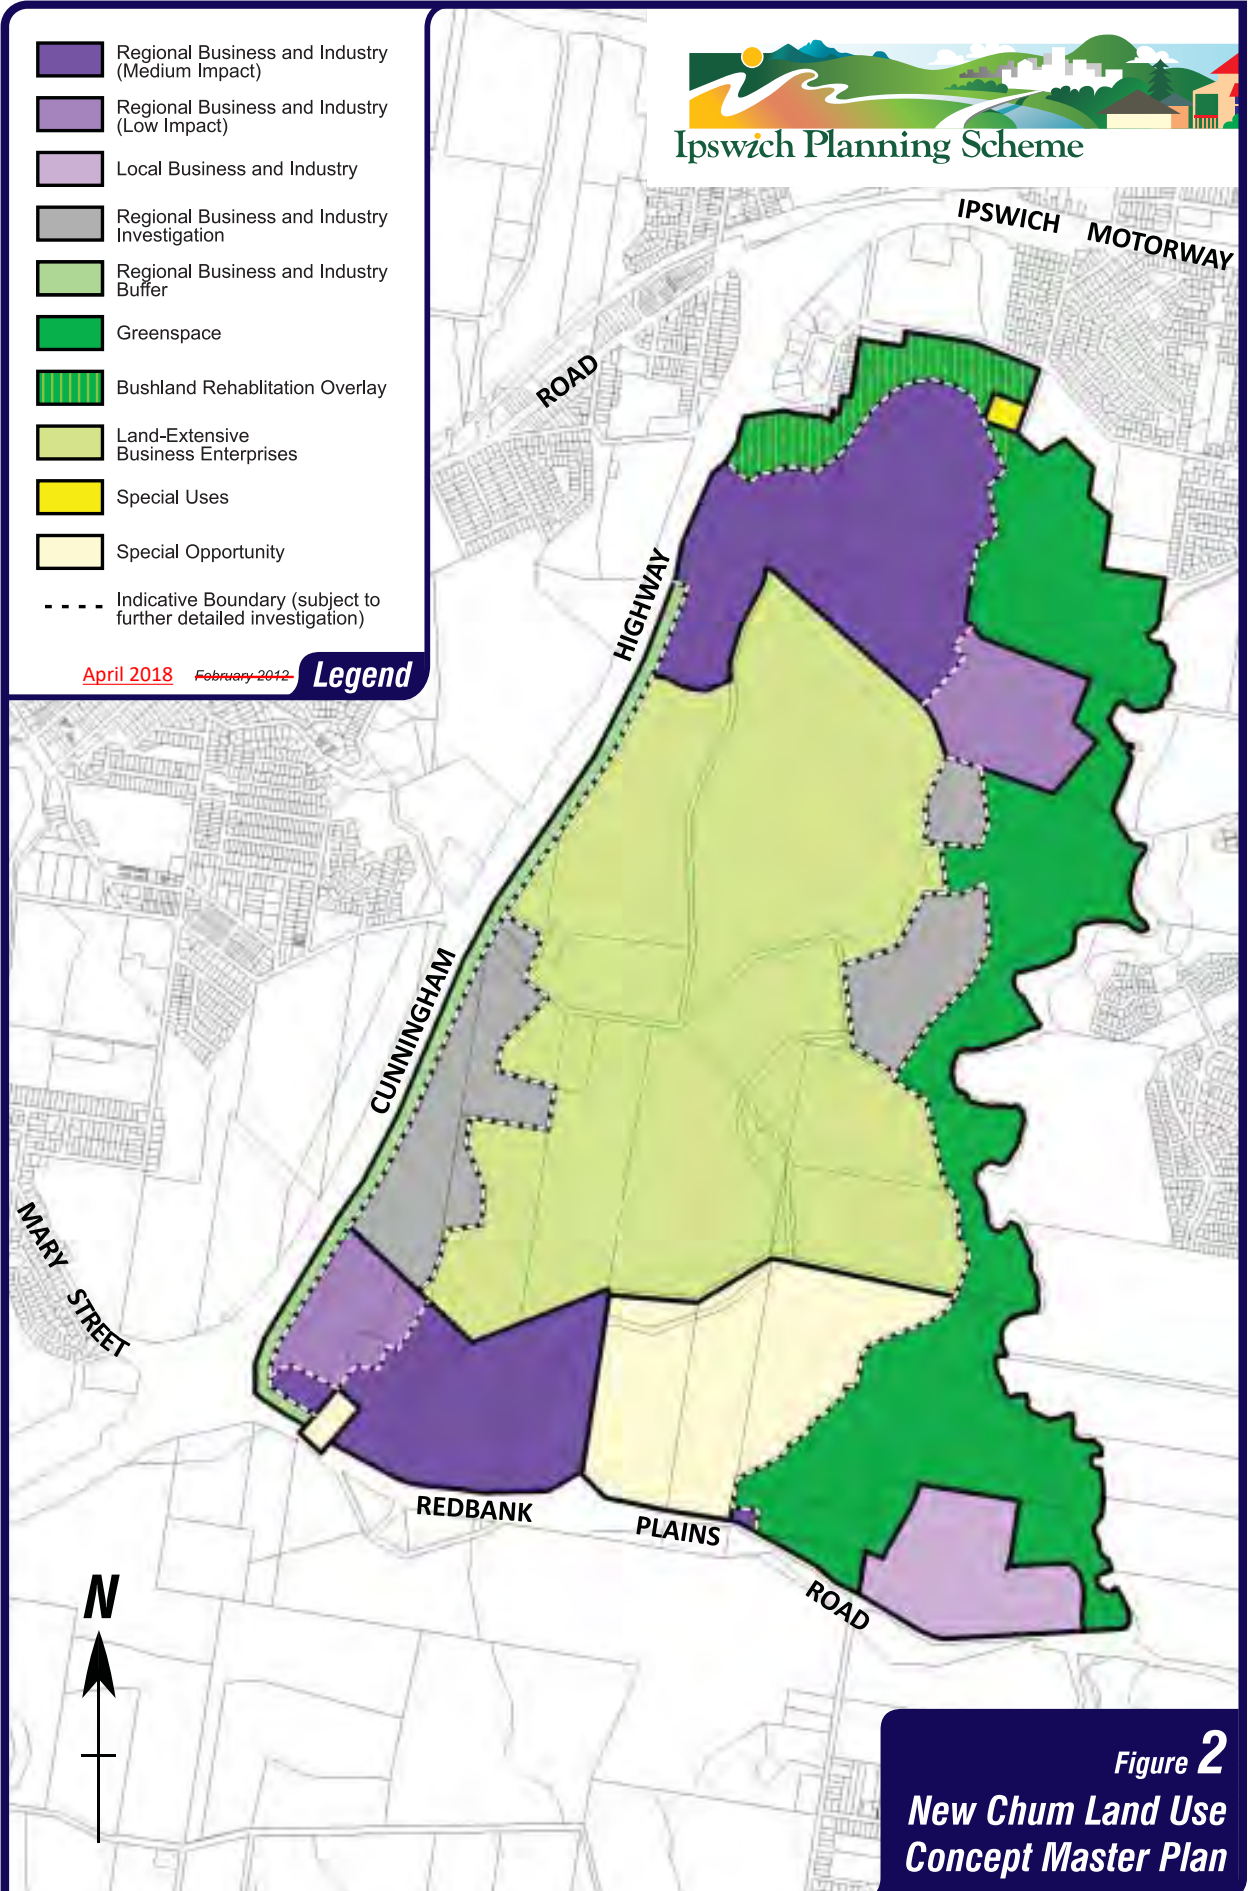 Regional Business and Industry
(Medium Impact)
Regional Business and Industry
(Low Impact)
Local Business and Industry
Regional Business and Industry
Investigation
Regional Business and Industry
Buffer
Greenspace
Bushland Rehablitation Overlay
Land-Extensive
Business Enterprises
Special Uses
Special Opportunity
Indicative Boundary (subject to
further detailed investigation)
April 2018 February 2012
Legend
Ipswich Planning Scheme
IPSWICH MOTORWAY
ROAD
HIGHWAY
CUNNINGHAM
MARY STREET
REDBANK PLAINS ROAD
N
Figure 2
New Chum Land Use
Concept Master Plan